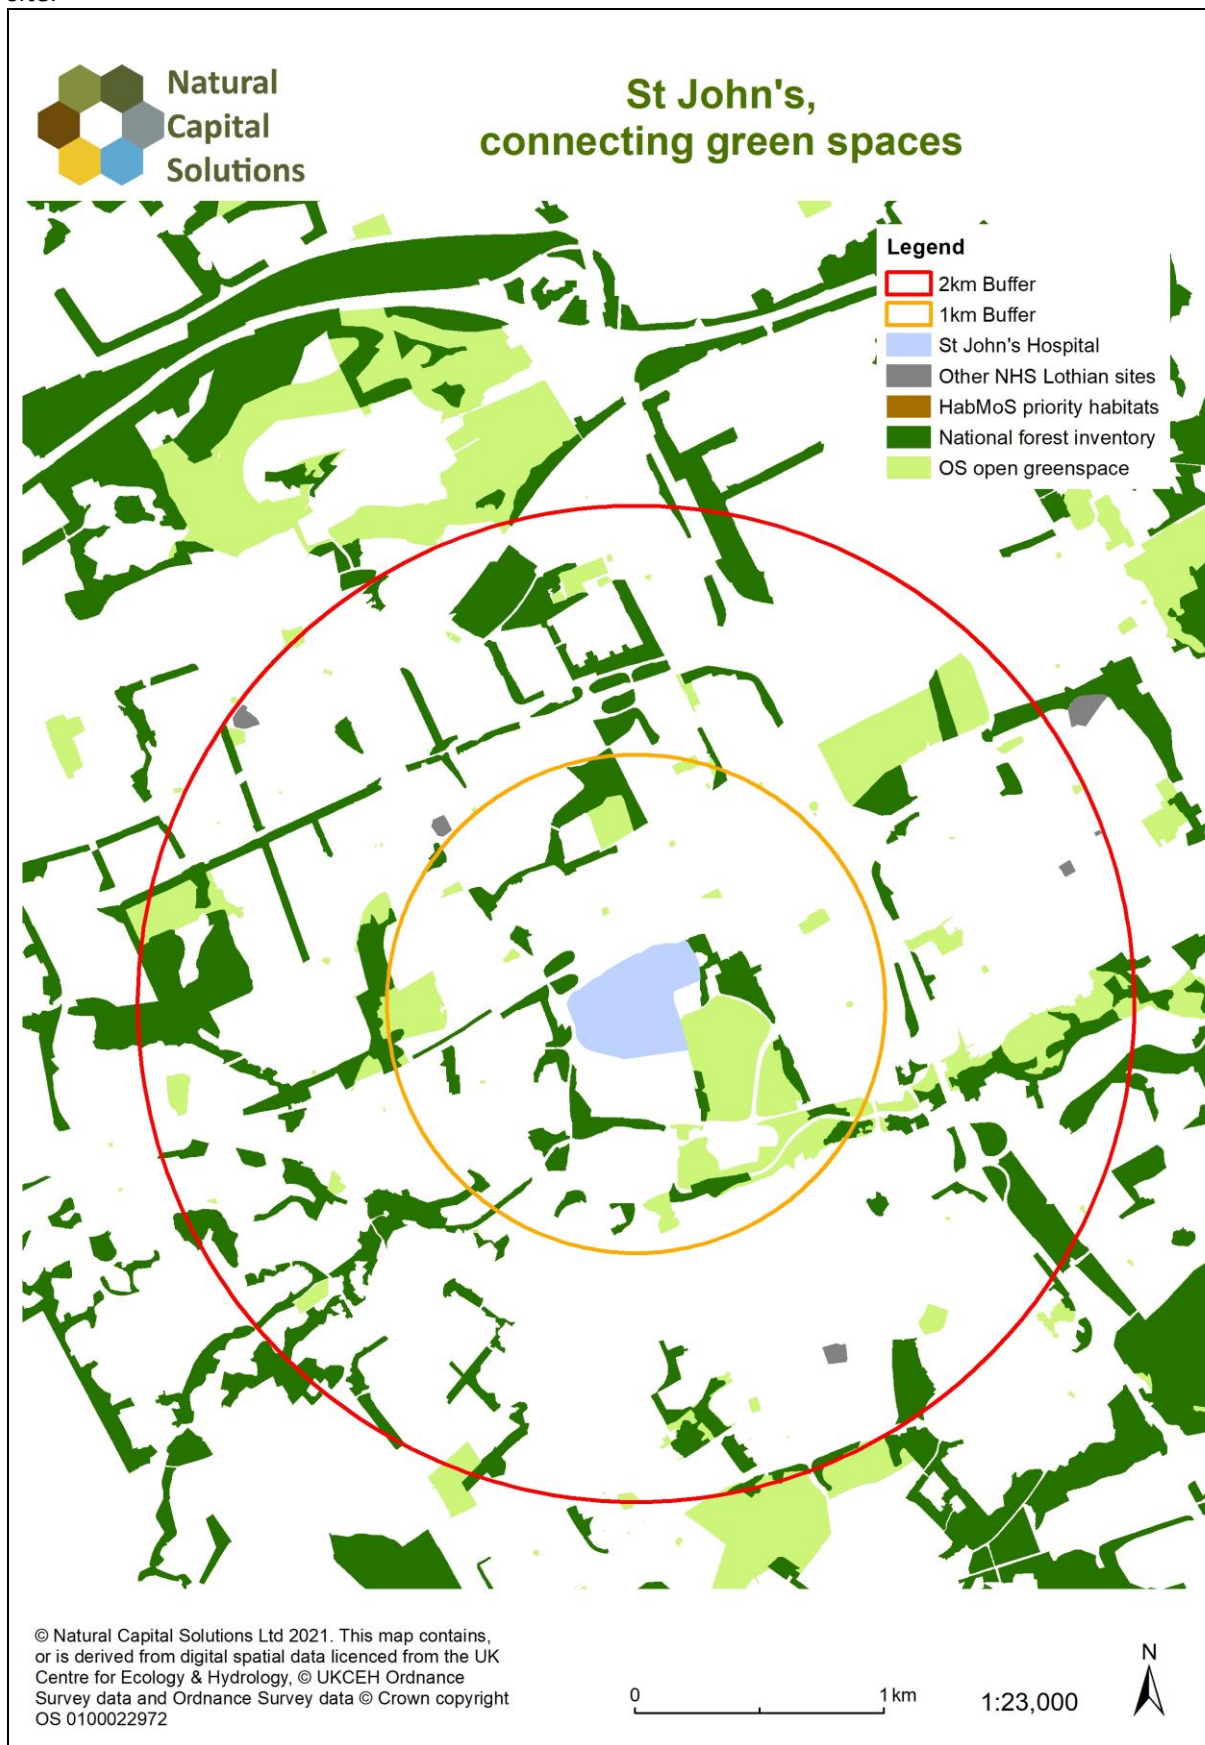 Natural
Capital
Solutions
St John's,
connecting green spaces
Legend
2km Buffer
1km Buffer
St John's Hospital
Other NHS Lothian sites
HabMoS priority habitats
National forest inventory
OS open greenspace
© Natural Capital Solutions Ltd 2021. This map contains,
or is derived from digital spatial data licenced from the UK
Centre for Ecology & Hydrology, © UKCEH Ordnance
Survey data and Ordnance Survey data © Crown copyright
OS 0100022972
0 1 km
1:23,000
N